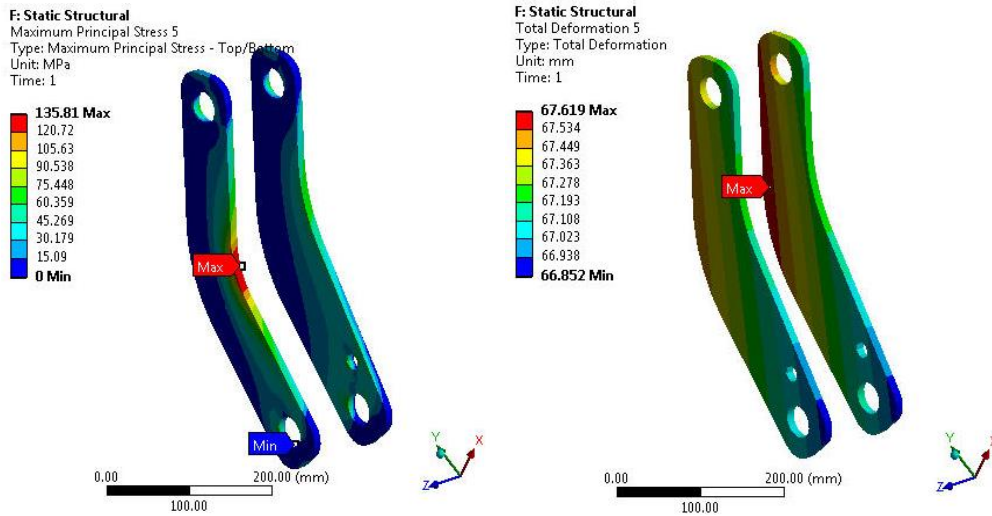 F: Static Structural
Maximum Principal Stress 5
Type: Maximum Principal Stress - Top/Bottom
Unit: MPa
Time: 1
135.81 Max
120.72
105.63
90.538
75.448
60.359
45.269
30.179
15.09
0 Min
Max
Min
0.00
200.00 (mm)
100.00
Y
X
Z
F: Static Structural
Total Deformation 5
Type: Total Deformation
Unit: mm
Time: 1
67.619 Max
67.534
67.449
67.363
67.278
67.193
67.108
67.023
66.938
66.852 Min
Max
0.00
200.00 (mm)
100.00
Y
X
Z